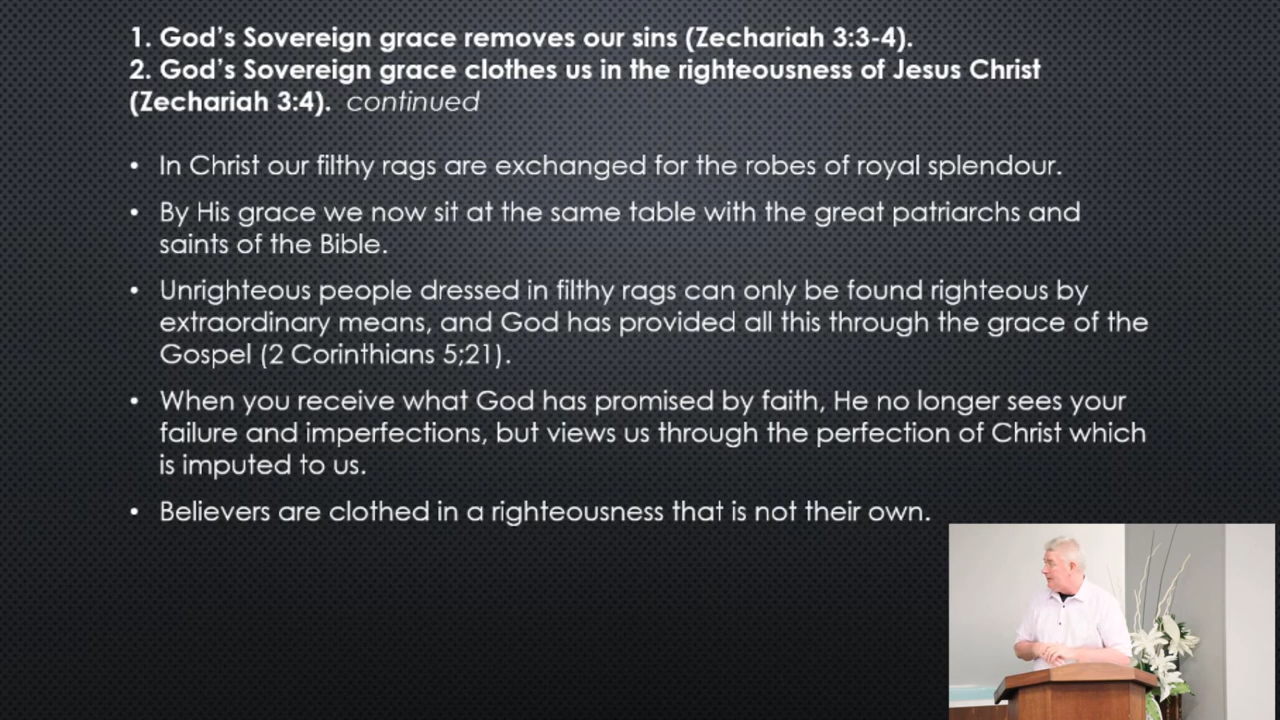 1. God's Sovereign grace removes our sins (Zechariah 3:3-4).
2. God's Sovereign grace clothes us in the righteousness of Jesus Christ
(Zechariah 3:4). continued
• In Christ our filthy rags are exchanged for the robes of royal splendour.
• By His grace we now sit at the same table with the great patriarchs and
saints of the Bible.
• Unrighteous people dressed in filthy rags can only be found righteous by
extraordinary means, and God has provided all this through the grace of the
Gospel (2 Corinthians 5;21).
• When you receive what God has promised by faith, He no longer sees your
failure and imperfections, but views us through the perfection of Christ which
is imputed to us.
• Believers are clothed in a righteousness that is not their own.